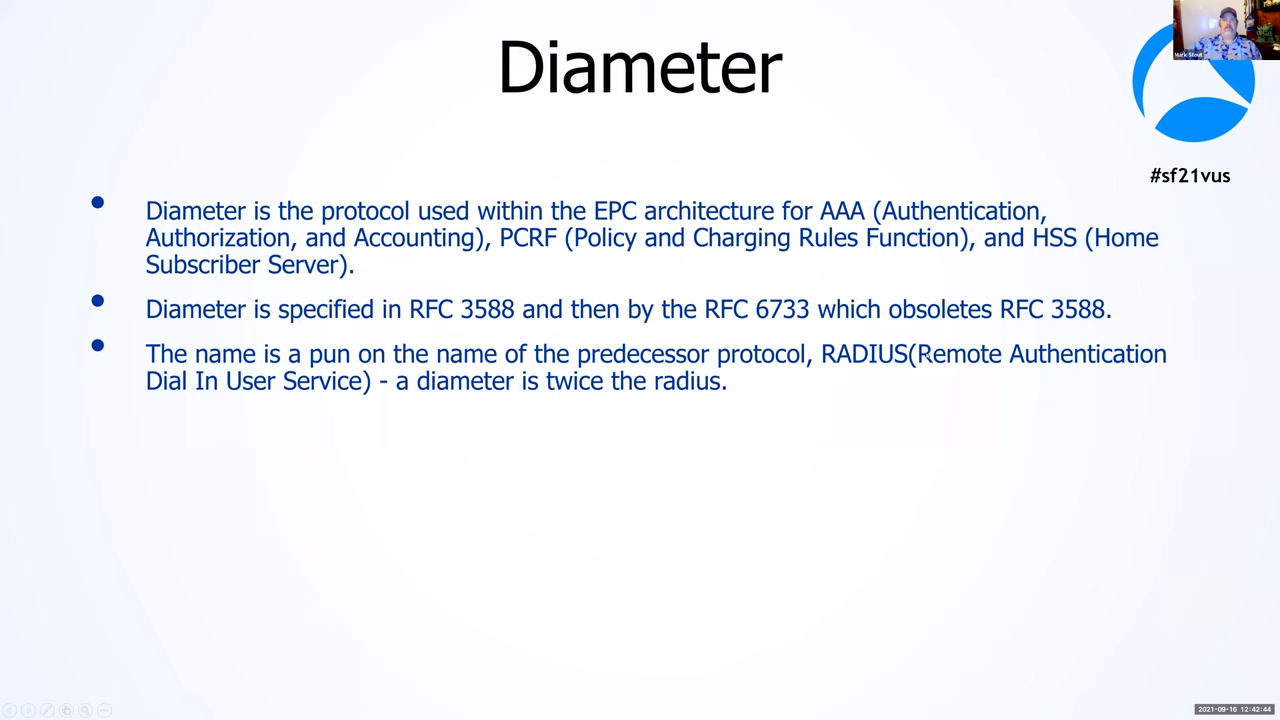 Diameter
Mark Stout
#sf21vus
• Diameter is the protocol used within the EPC architecture for AAA (Authentication,
Authorization, and Accounting), PCRF (Policy and Charging Rules Function), and HSS (Home
Subscriber Server).
• Diameter is specified in RFC 3588 and then by the RFC 6733 which obsoletes RFC 3588.
• The name is a pun on the name of the predecessor protocol, RADIUS(Remote Authentication
Dial In User Service) - a diameter is twice the radius.
2021-09-16 12:42:44